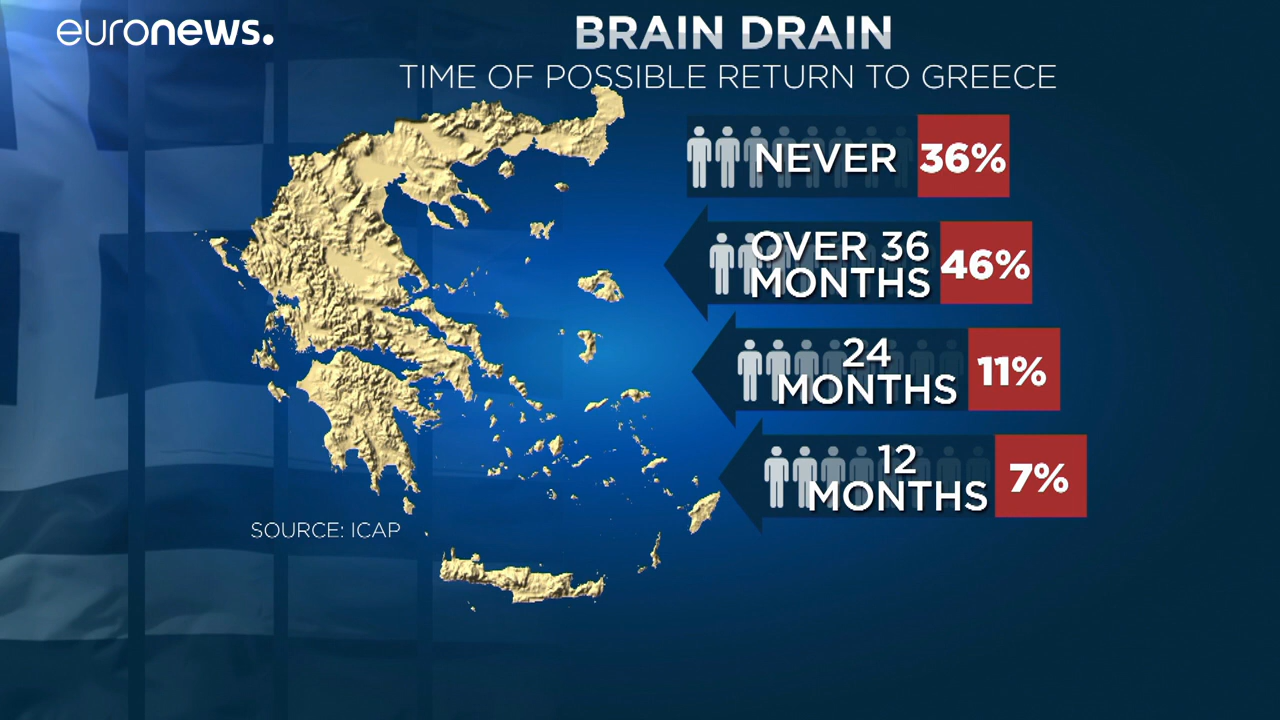 euronews.
BRAIN DRAIN
TIME OF POSSIBLE RETURN TO GREECE
NEVER 36%
OVER 36
MONTHS 46%
24
MONTHS 11%
12
MONTHS 7%
SOURCE: ICAP